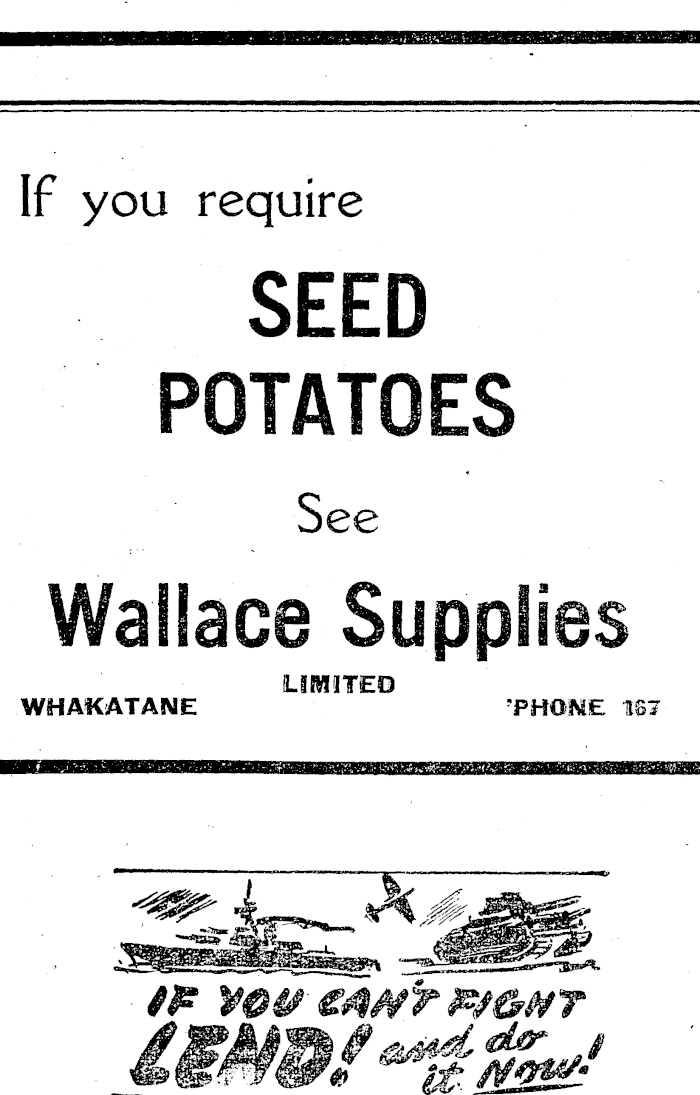 If you require
SEED
POTATOES
See
Wallace Supplies
LIMITED
WHAKATANE 'PHONE 167
IF YOU CAN'T FIGHT
LEND! and do
it NOW!